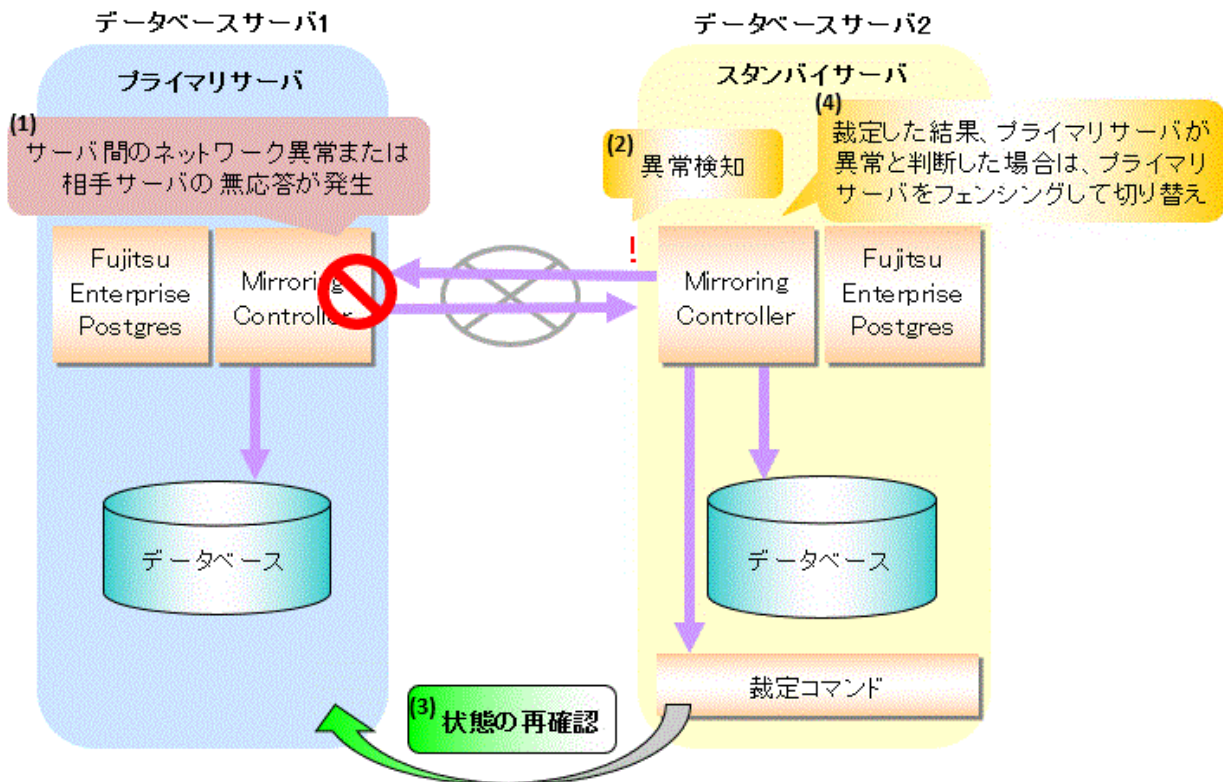 データベースサーバ1
データベースサーバ2
プライマリサーバ
スタンバイサーバ
(1)
サーバ間のネットワーク異常または
相手サーバの無応答が発生
(2)
異常検知
(4)
裁定した結果、プライマリサーバが
異常と判断した場合は、プライマリ
サーバをフェンシングして切り替え
!
Fujitsu
Enterprise
Postgres
Mirroring
Controller
Mirroring
Controller
Fujitsu
Enterprise
Postgres
データベース
データベース
裁定コマンド
(3)
状態の再確認